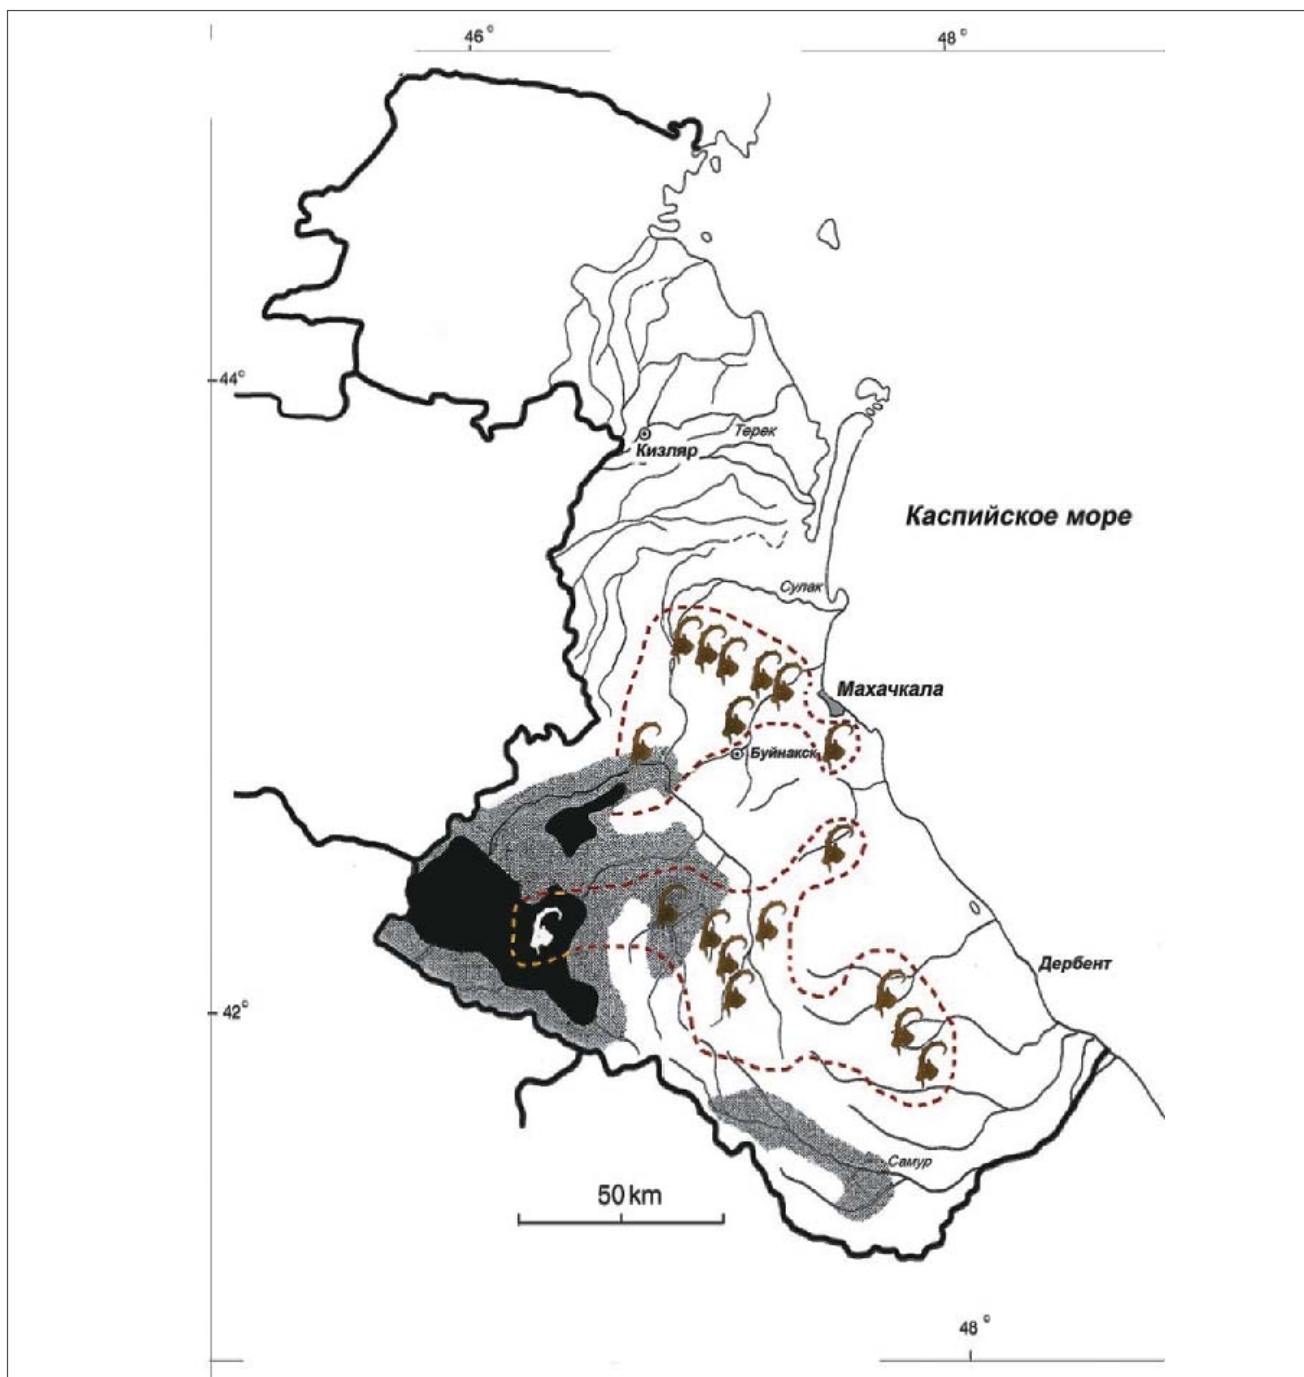 46°
48°
44°
Терек
Кизляр
Каспийское море
Сулак
Махачкала
Буйнакск
Дербент
42°
Самур
50 km
48°